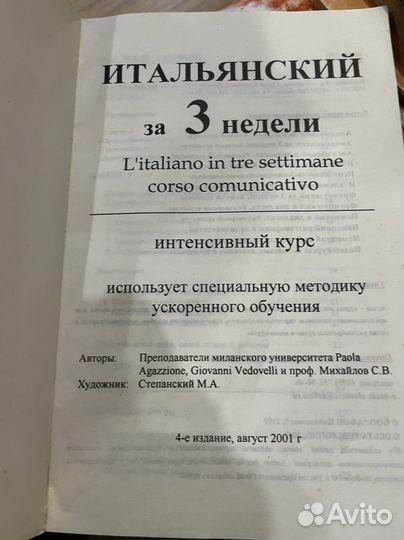 ИТАЛЬЯНСКИЙ
за 3 недели
L'italiano in tre settimane
corso comunicativo
интенсивный курс
использует специальную методику
ускоренного обучения
Авторы: Преподаватели миланского университета Paola
Agazzione, Giovanni Vedovelli и проф. Михайлов С.В.
Художник: Степанский М.А.
4-е издание, август 2001 г
Avito